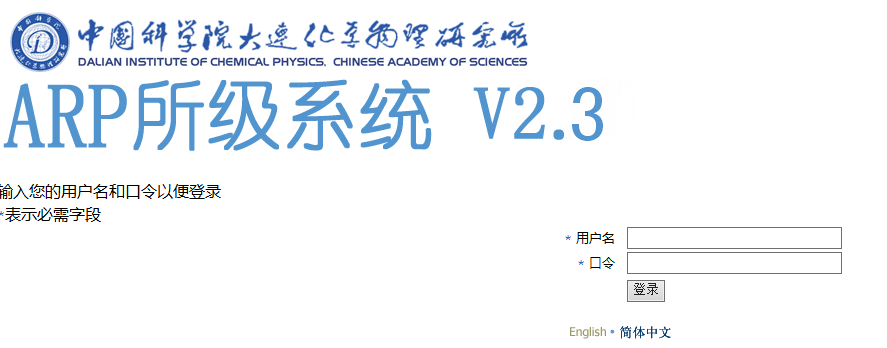 中国科学院大连化学物理研究所
DALIAN INSTITUTE OF CHEMICAL PHYSICS, CHINESE ACADEMY OF SCIENCES
ARP所级系统 V2.3
输入您的用户名和口令以便登录
*表示必需字段
* 用户名
* 口令
登录
English • 简体中文